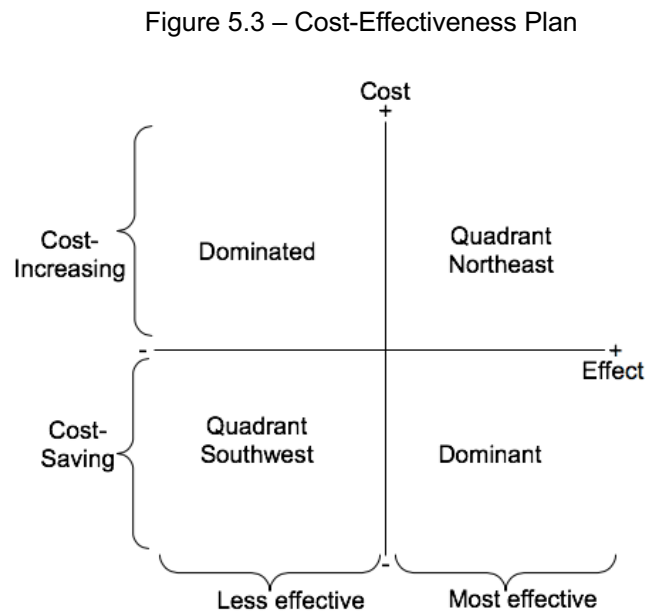 Figure 5.3 – Cost-Effectiveness Plan
Cost
+
Cost-
Increasing
Dominated
Quadrant
Northeast
-
+
Effect
Cost-
Saving
Quadrant
Southwest
Dominant
-
Less effective
Most effective